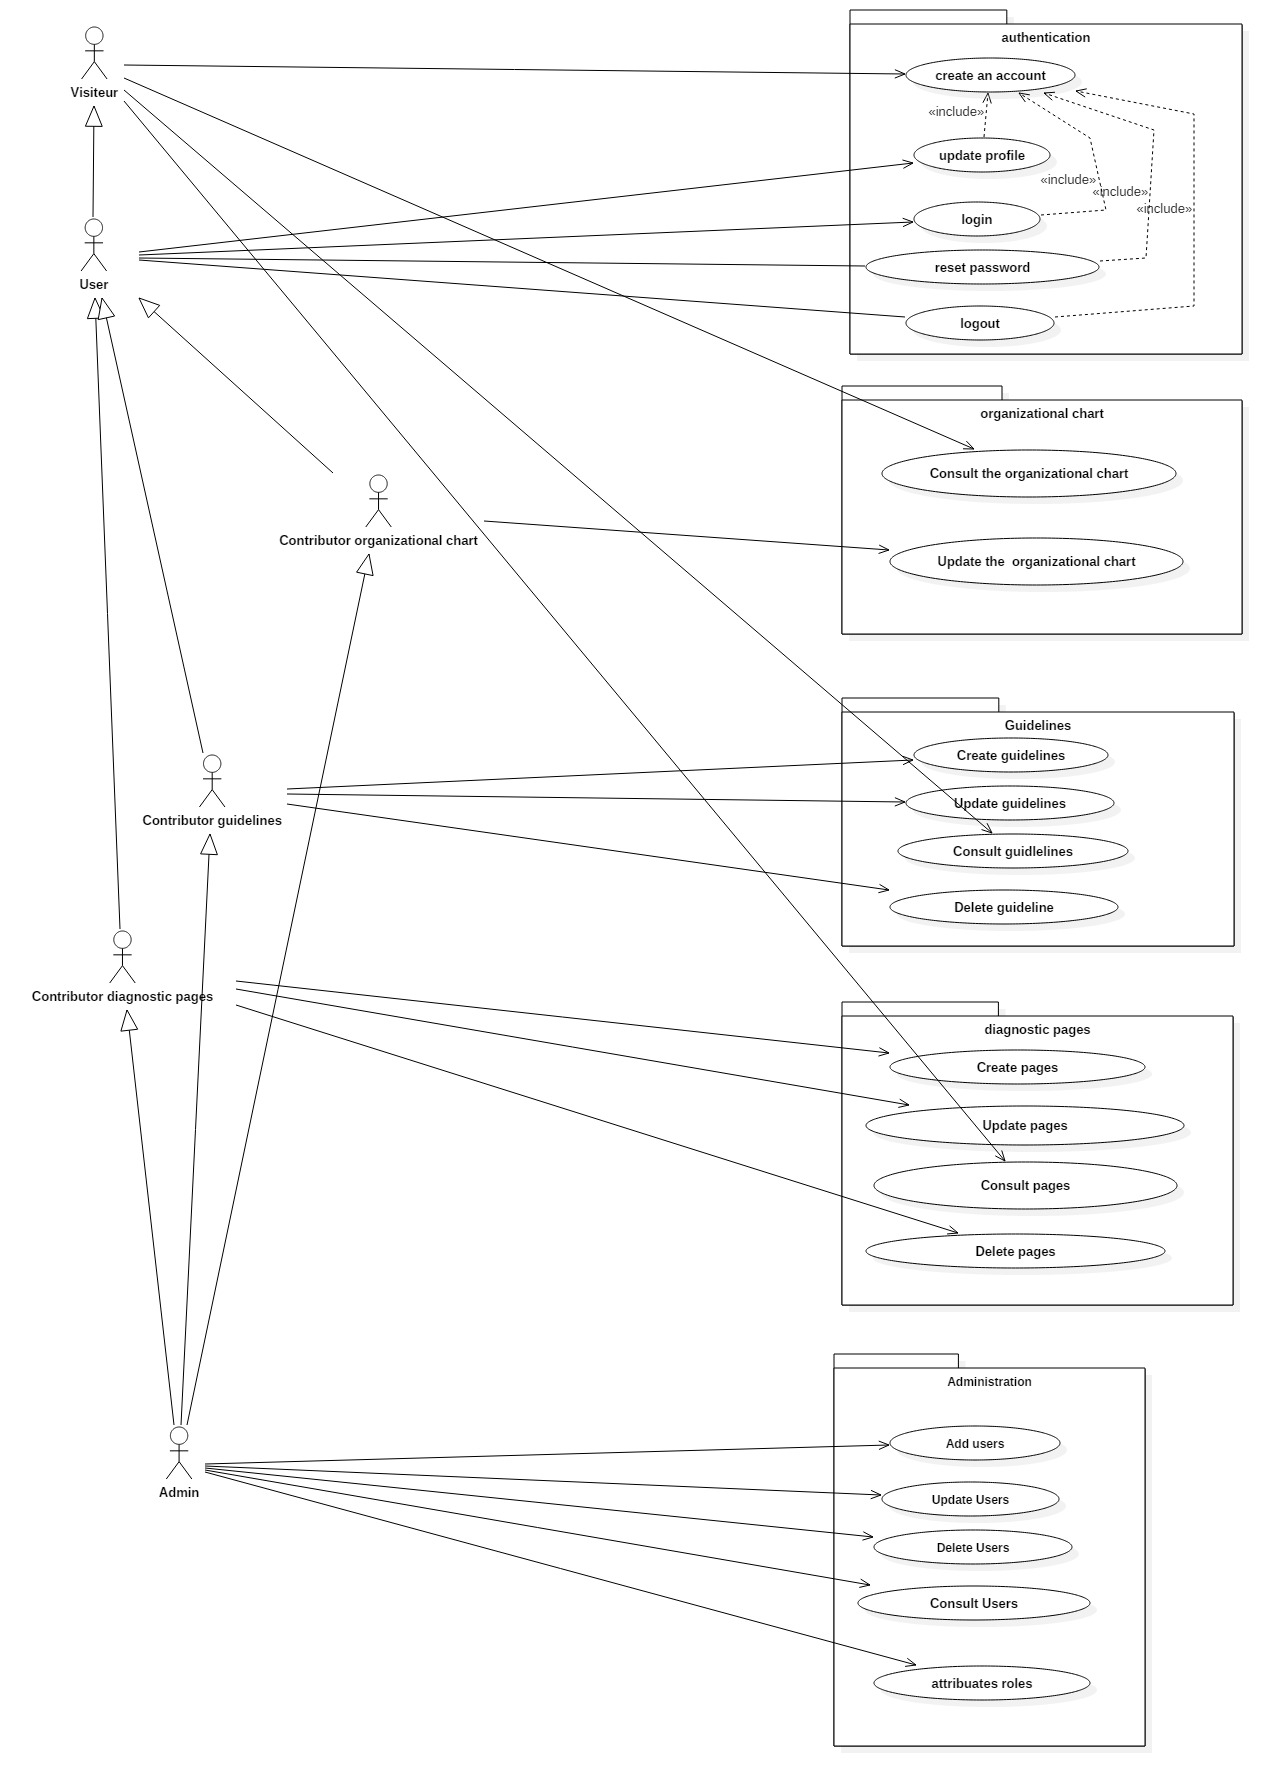 authentication
Visiteur
create an account
«include»
update profile
«include»
«include»
«include»
login
User
reset password
logout
organizational chart
Consult the organizational chart
Contributor organizational chart
Update the  organizational chart
Guidelines
Create guidelines
Update guidelines
Contributor guidelines
Consult guidlelines
Delete guideline
Contributor diagnostic pages
diagnostic pages
Create pages
Update pages
Consult pages
Delete pages
Administration
Add users
Admin
Update Users
Delete Users
Consult Users
attribuates roles